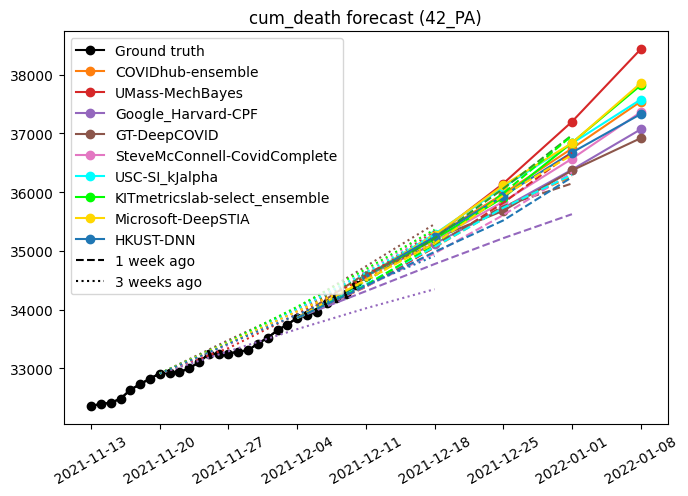 cum_death forecast (42_PA)
Ground truth
COVIDhub-ensemble
UMass-MechBayes
Google_Harvard-CPF
GT-DeepCOVID
SteveMcConnell-CovidComplete
USC-SI_kJalpha
KITmetricslab-select_ensemble
Microsoft-DeepSTIA
HKUST-DNN
1 week ago
3 weeks ago
38000
37000
36000
35000
34000
33000
2021-11-13
2021-11-20
2021-11-27
2021-12-04
2021-12-11
2021-12-18
2021-12-25
2022-01-01
2022-01-08